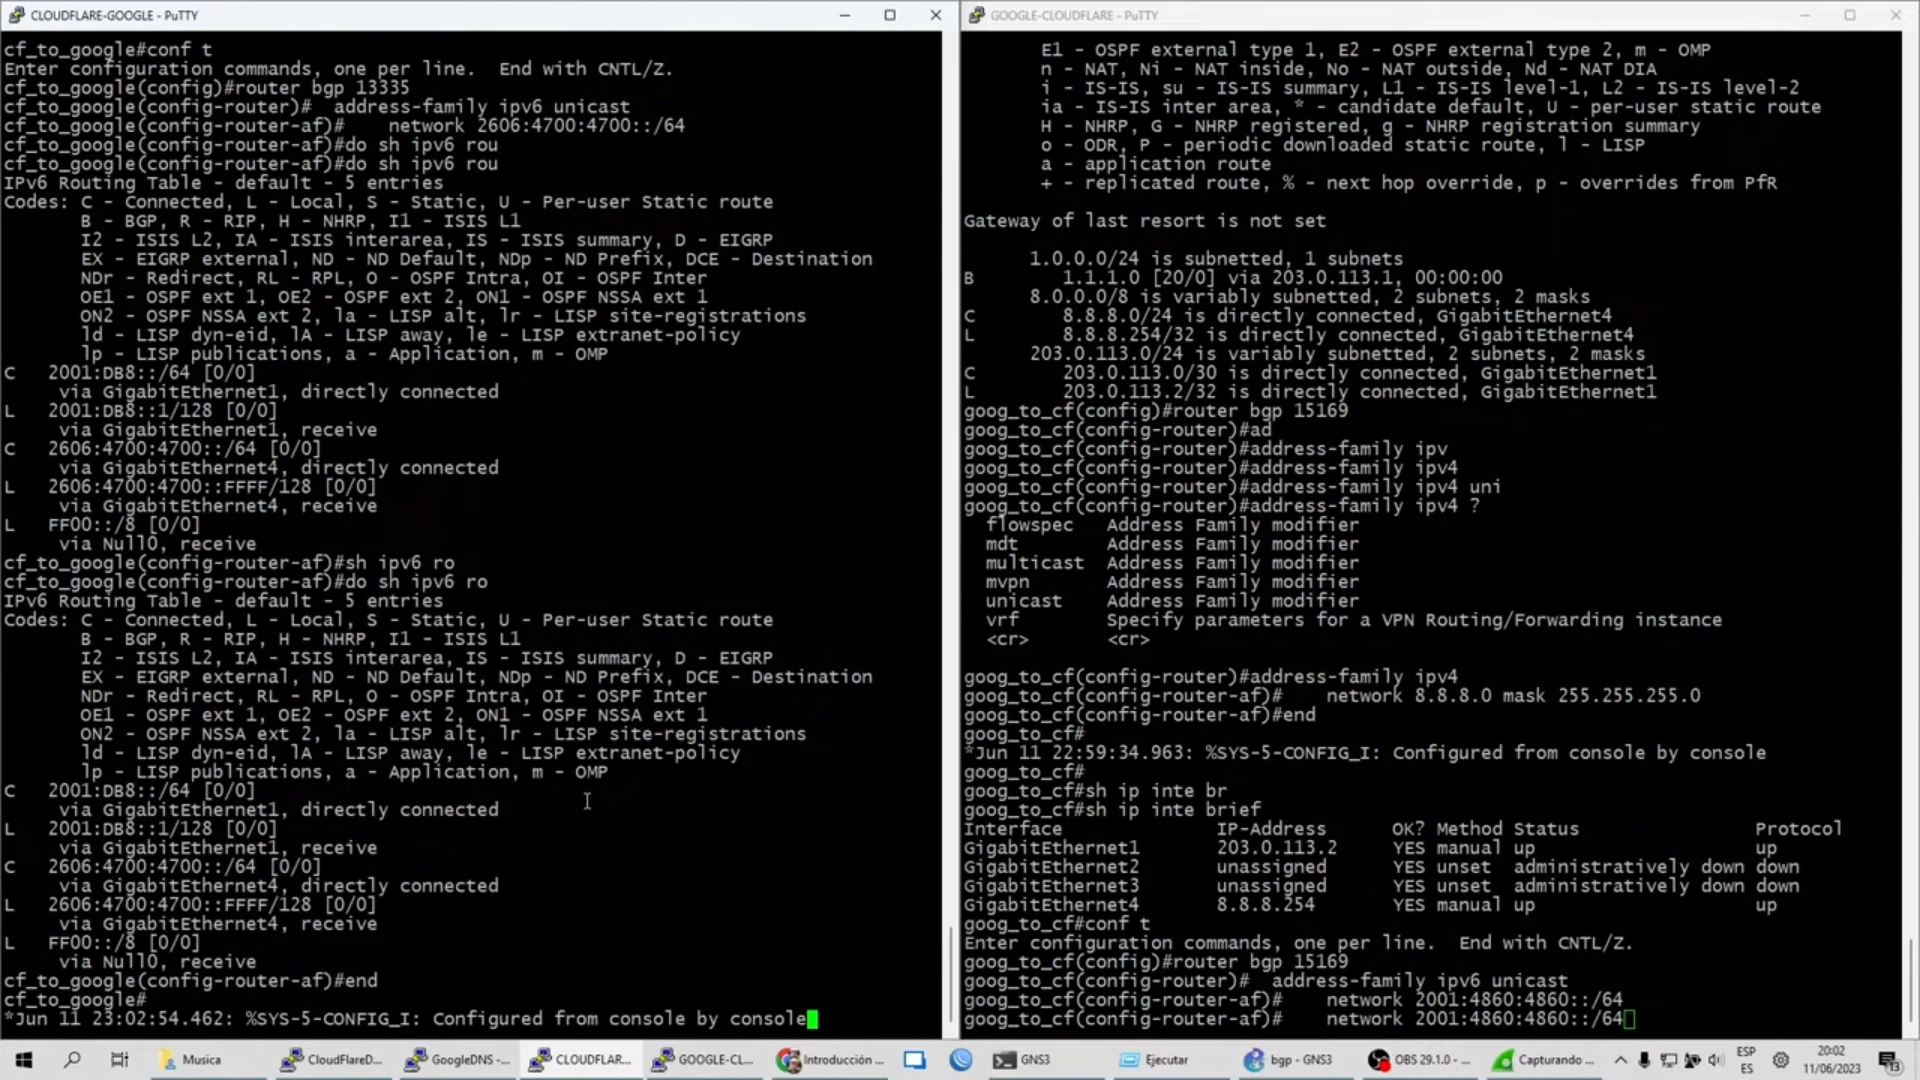 CLOUDFLARE-GOOGLE - PuTTY
cf_to_google#conf t
Enter configuration commands, one per line.  End with CNTL/Z.
cf_to_google(config)#router bgp 13335
cf_to_google(config-router)#  address-family ipv6 unicast
cf_to_google(config-router-af)#    network 2606:4700:4700::/64
cf_to_google(config-router-af)#do sh ipv6 rou
cf_to_google(config-router-af)#do sh ipv6 rou
IPv6 Routing Table - default - 5 entries
Codes: C - Connected, L - Local, S - Static, U - Per-user Static route
B - BGP, R - RIP, H - NHRP, I1 - ISIS L1
I2 - ISIS L2, IA - ISIS interarea, IS - ISIS summary, D - EIGRP
EX - EIGRP external, ND - ND Default, NDp - ND Prefix, DCE - Destination
NDr - Redirect, RL - RPL, O - OSPF Intra, OI - OSPF Inter
OE1 - OSPF ext 1, OE2 - OSPF ext 2, ON1 - OSPF NSSA ext 1
ON2 - OSPF NSSA ext 2, la - LISP alt, lr - LISP site-registrations
ld - LISP dyn-eid, lA - LISP away, le - LISP extranet-policy
lp - LISP publications, a - Application, m - OMP
C   2001:DB8::/64 [0/0]
via GigabitEthernet1, directly connected
L   2001:DB8::1/128 [0/0]
via GigabitEthernet1, receive
C   2606:4700:4700::/64 [0/0]
via GigabitEthernet4, directly connected
L   2606:4700:4700::FFFF/128 [0/0]
via GigabitEthernet4, receive
L   FF00::/8 [0/0]
via Null0, receive
cf_to_google(config-router-af)#sh ipv6 ro
cf_to_google(config-router-af)#do sh ipv6 ro
IPv6 Routing Table - default - 5 entries
Codes: C - Connected, L - Local, S - Static, U - Per-user Static route
B - BGP, R - RIP, H - NHRP, I1 - ISIS L1
I2 - ISIS L2, IA - ISIS interarea, IS - ISIS summary, D - EIGRP
EX - EIGRP external, ND - ND Default, NDp - ND Prefix, DCE - Destination
NDr - Redirect, RL - RPL, O - OSPF Intra, OI - OSPF Inter
OE1 - OSPF ext 1, OE2 - OSPF ext 2, ON1 - OSPF NSSA ext 1
ON2 - OSPF NSSA ext 2, la - LISP alt, lr - LISP site-registrations
ld - LISP dyn-eid, lA - LISP away, le - LISP extranet-policy
lp - LISP publications, a - Application, m - OMP
C   2001:DB8::/64 [0/0]
via GigabitEthernet1, directly connected
L   2001:DB8::1/128 [0/0]
via GigabitEthernet1, receive
C   2606:4700:4700::/64 [0/0]
via GigabitEthernet4, directly connected
L   2606:4700:4700::FFFF/128 [0/0]
via GigabitEthernet4, receive
L   FF00::/8 [0/0]
via Null0, receive
cf_to_google(config-router-af)#end
cf_to_google#
*Jun 11 23:02:54.462: %SYS-5-CONFIG_I: Configured from console by console
GOOGLE-CLOUDFLARE - PuTTY
E1 - OSPF external type 1, E2 - OSPF external type 2, m - OMP
n - NAT, Ni - NAT inside, No - NAT outside, Nd - NAT DIA
i - IS-IS, su - IS-IS summary, L1 - IS-IS level-1, L2 - IS-IS level-2
ia - IS-IS inter area, * - candidate default, U - per-user static route
H - NHRP, G - NHRP registered, g - NHRP registration summary
o - ODR, P - periodic downloaded static route, l - LISP
a - application route
+ - replicated route, % - next hop override, p - overrides from PfR
Gateway of last resort is not set
1.0.0.0/24 is subnetted, 1 subnets
B        1.1.1.0 [20/0] via 203.0.113.1, 00:00:00
8.0.0.0/8 is variably subnetted, 2 subnets, 2 masks
C        8.8.8.0/24 is directly connected, GigabitEthernet4
L        8.8.8.254/32 is directly connected, GigabitEthernet4
203.0.113.0/24 is variably subnetted, 2 subnets, 2 masks
C        203.0.113.0/30 is directly connected, GigabitEthernet1
L        203.0.113.2/32 is directly connected, GigabitEthernet1
goog_to_cf(config)#router bgp 15169
goog_to_cf(config-router)#ad
goog_to_cf(config-router)#address-family ipv
goog_to_cf(config-router)#address-family ipv4
goog_to_cf(config-router)#address-family ipv4 uni
goog_to_cf(config-router)#address-family ipv4 ?
flowspec   Address Family modifier
mdt        Address Family modifier
multicast  Address Family modifier
mvpn       Address Family modifier
unicast    Address Family modifier
vrf        Specify parameters for a VPN Routing/Forwarding instance
<cr>       <cr>
goog_to_cf(config-router)#address-family ipv4
goog_to_cf(config-router-af)#    network 8.8.8.0 mask 255.255.255.0
goog_to_cf(config-router-af)#end
goog_to_cf#
*Jun 11 22:59:34.963: %SYS-5-CONFIG_I: Configured from console by console
goog_to_cf#
goog_to_cf#sh ip inte br
goog_to_cf#sh ip inte brief
Interface              IP-Address      OK? Method Status                Protocol
GigabitEthernet1       203.0.113.2     YES manual up                    up
GigabitEthernet2       unassigned      YES unset  administratively down down
GigabitEthernet3       unassigned      YES unset  administratively down down
GigabitEthernet4       8.8.8.254       YES manual up                    up
goog_to_cf#conf t
Enter configuration commands, one per line.  End with CNTL/Z.
goog_to_cf(config)#router bgp 15169
goog_to_cf(config-router)#  address-family ipv6 unicast
goog_to_cf(config-router-af)#    network 2001:4860:4860::/64
goog_to_cf(config-router-af)#    network 2001:4860:4860::/64
Musica
CloudFlareD...
GoogleDNS -...
CLOUDFLAR...
GOOGLE-CL...
Introducción ...
GNS3
Ejecutar
bgp - GNS3
OBS 29.1.0 - ...
Capturando ...
ESP
ES
20:02
11/06/2023
13